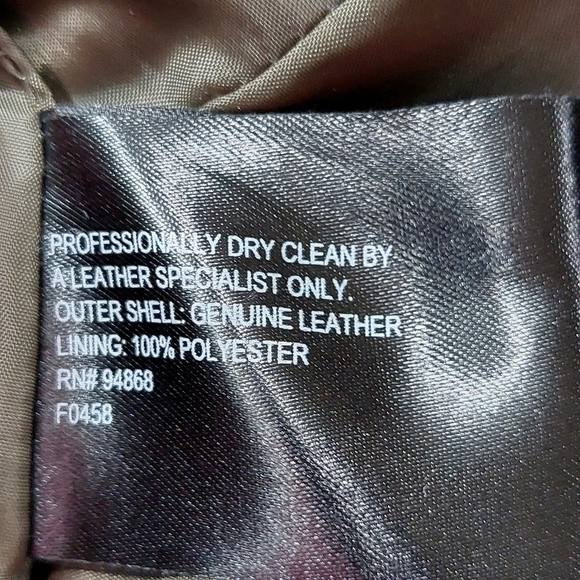 PROFESSIONALLY DRY CLEAN BY
A LEATHER SPECIALIST ONLY.
OUTER SHELL: GENUINE LEATHER
LINING: 100% POLYESTER
RN# 94868
F0458